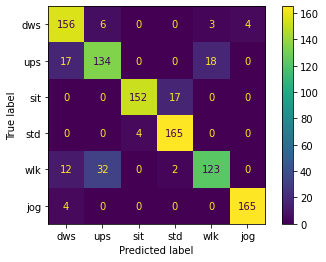 dws 156 6 0 0 3 4 160
ups 17 134 0 0 18 0 140
120
sit 0 0 152 17 0 0 100
std 0 0 4 165 0 0 80
60
wlk 12 32 0 2 123 0 40
jog 4 0 0 0 0 165 20
0
dws ups sit std wlk jog
True label
Predicted label